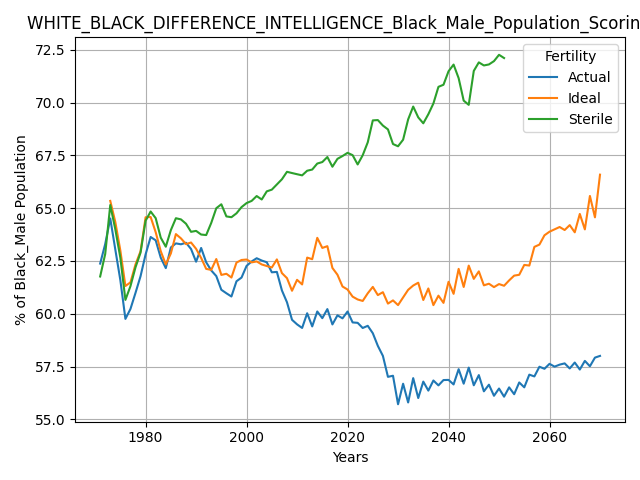 WHITE_BLACK_DIFFERENCE_INTELLIGENCE_Black_Male_Population_Scorin
72.5
70.0
67.5
65.0
62.5
60.0
57.5
55.0
% of Black_Male Population
Fertility
Actual
Ideal
Sterile
1980
2000
2020
2040
2060
Years